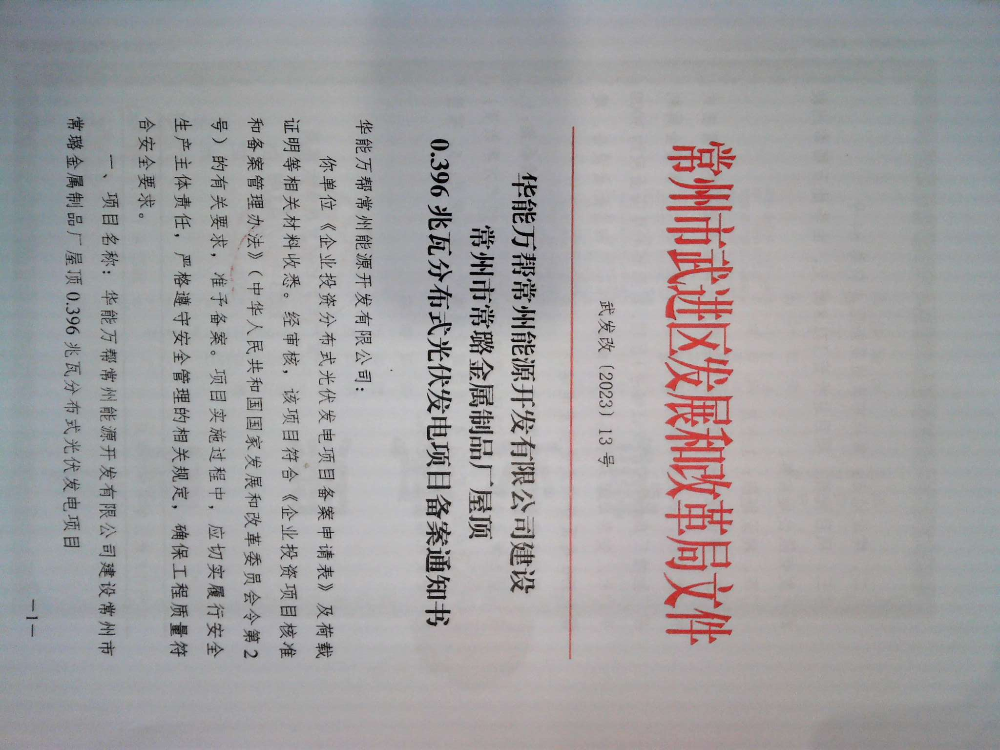 常州市武进区发展和改革局文件
武发改〔2023〕13号
华能万帮常州能源开发有限公司建设
常州市常璐金属制品厂屋顶
0.396兆瓦分布式光伏发电项目备案通知书
华能万帮常州能源开发有限公司：
你单位《企业投资分布式光伏发电项目备案申请表》及荷载
证明等相关材料收悉。经审核，该项目符合《企业投资项目核准
和备案管理办法》（中华人民共和国国家发展和改革委员会令第2
号）的有关要求，准予备案。项目实施过程中，应切实履行安全
生产主体责任，严格遵守安全管理的相关规定，确保工程质量符
合安全要求。
一、项目名称：华能万帮常州能源开发有限公司建设常州市
常璐金属制品厂屋顶0.396兆瓦分布式光伏发电项目
—1—